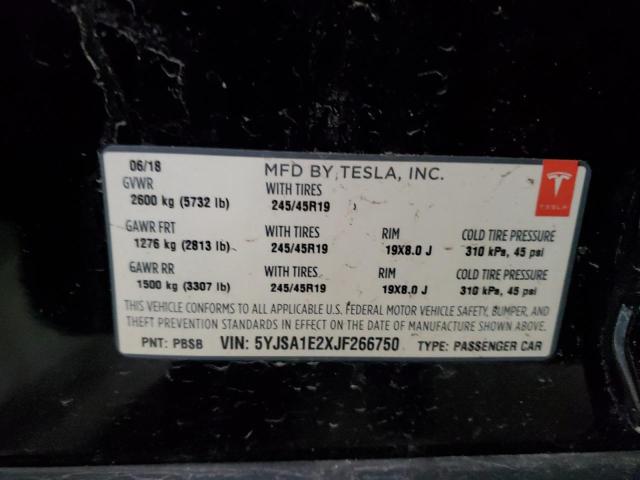 06/18 MFD BY TESLA, INC.
GVWR WITH TIRES
2600 kg (5732 lb) 245/45R19
TESLA
GAWR FRT WITH TIRES RIM COLD TIRE PRESSURE
1276 kg (2813 lb) 245/45R19 19X8.0 J 310 kPa, 45 psi
GAWR RR WITH TIRES RIM COLD TIRE PRESSURE
1500 kg (3307 lb) 245/45R19 19X8.0 J 310 kPa, 45 psi
THIS VEHICLE CONFORMS TO ALL APPLICABLE U.S. FEDERAL MOTOR VEHICLE SAFETY, BUMPER, AND
THEFT PREVENTION STANDARDS IN EFFECT ON THE DATE OF MANUFACTURE SHOWN ABOVE.
PNT: PBSB VIN: 5YJSA1E2XJF266750 TYPE: PASSENGER CAR